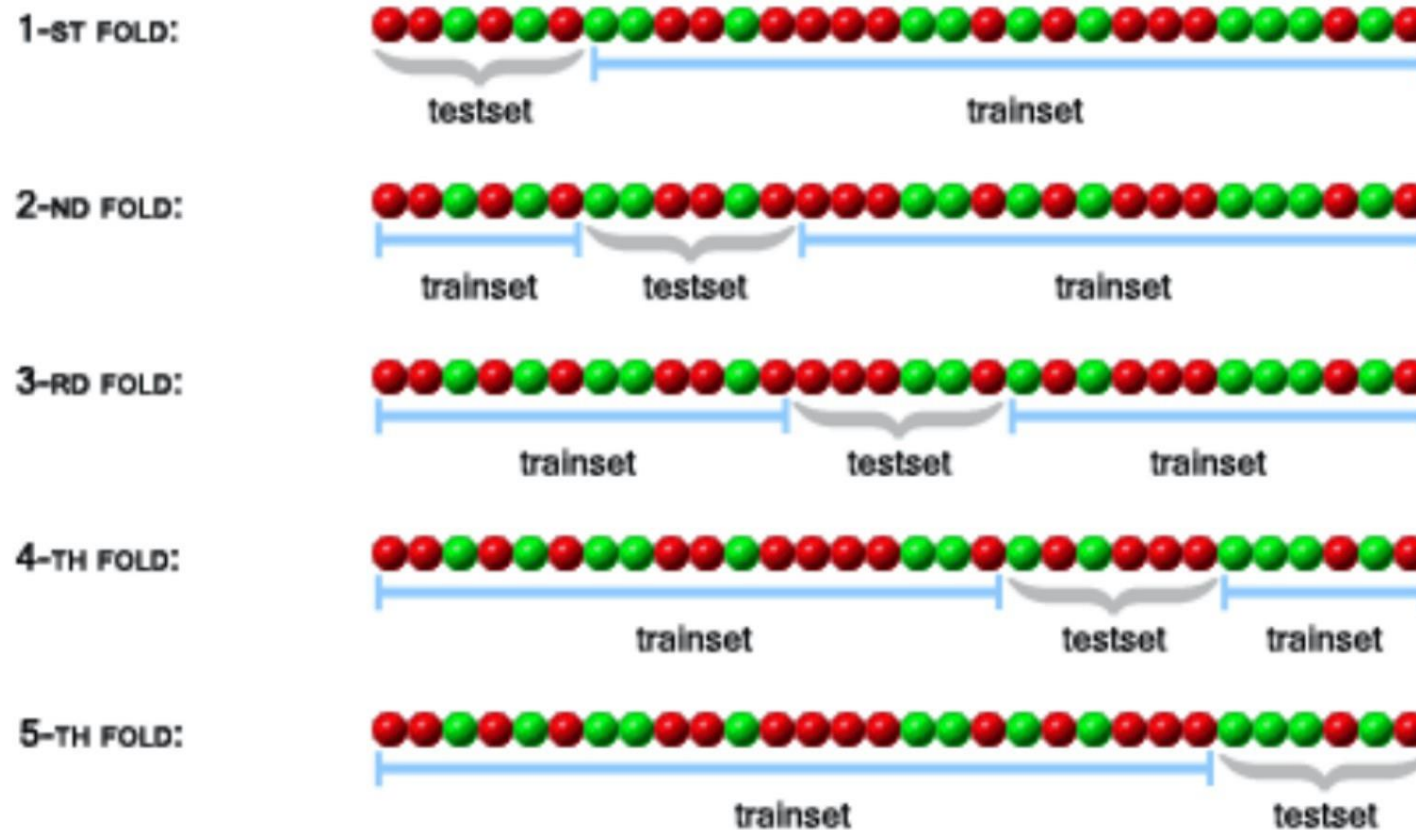 1-ST FOLD:
testset trainset
2-ND FOLD:
trainset testset trainset
3-RD FOLD:
trainset testset trainset
4-TH FOLD:
trainset testset trainset
5-TH FOLD:
trainset testset